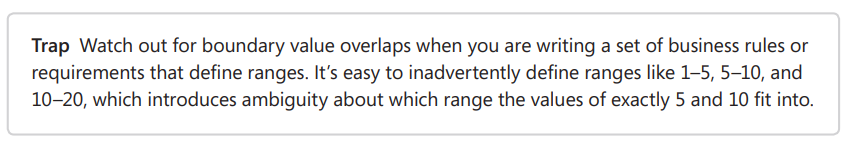 Trap Watch out for boundary value overlaps when you are writing a set of business rules or
requirements that define ranges. It’s easy to inadvertently define ranges like 1–5, 5–10, and
10–20, which introduces ambiguity about which range the values of exactly 5 and 10 fit into.